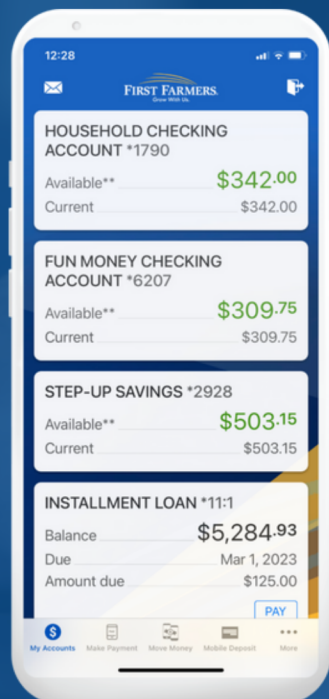 12:28
FIRST FARMERS
Grow With Us.
HOUSEHOLD CHECKING
ACCOUNT *1790
Available** $342.00
Current $342.00
FUN MONEY CHECKING
ACCOUNT *6207
Available** $309.75
Current $309.75
STEP-UP SAVINGS *2928
Available** $503.15
Current $503.15
INSTALLMENT LOAN *11:1
Balance $5,284.93
Due Mar 1, 2023
Amount due $125.00
PAY
My Accounts Make Payment Move Money Mobile Deposit More